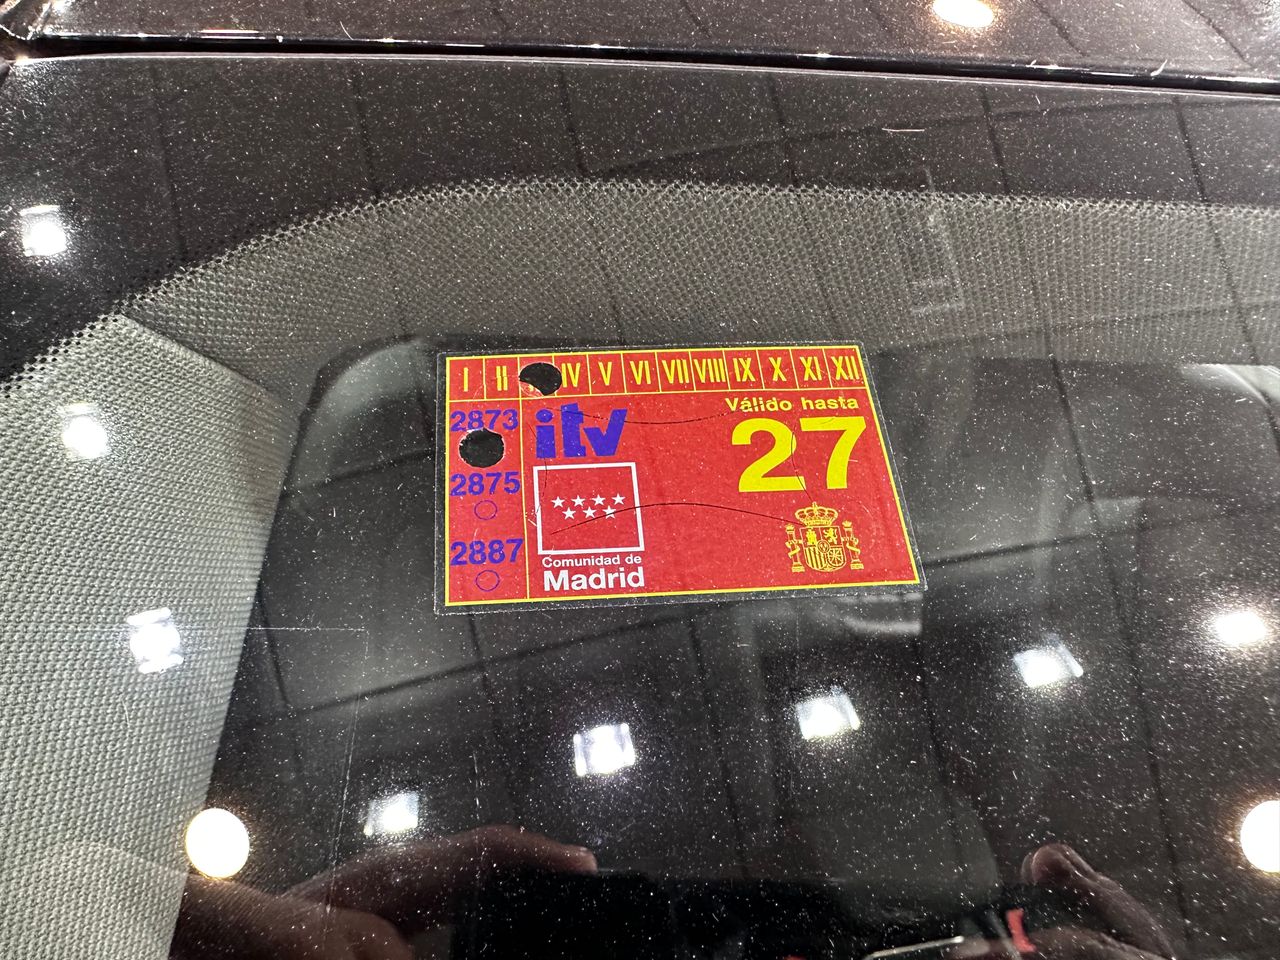 I II IV V VI VII VIII IX X XI XII
2873
2875
2887
itv
Comunidad de
Madrid
Válido hasta
27